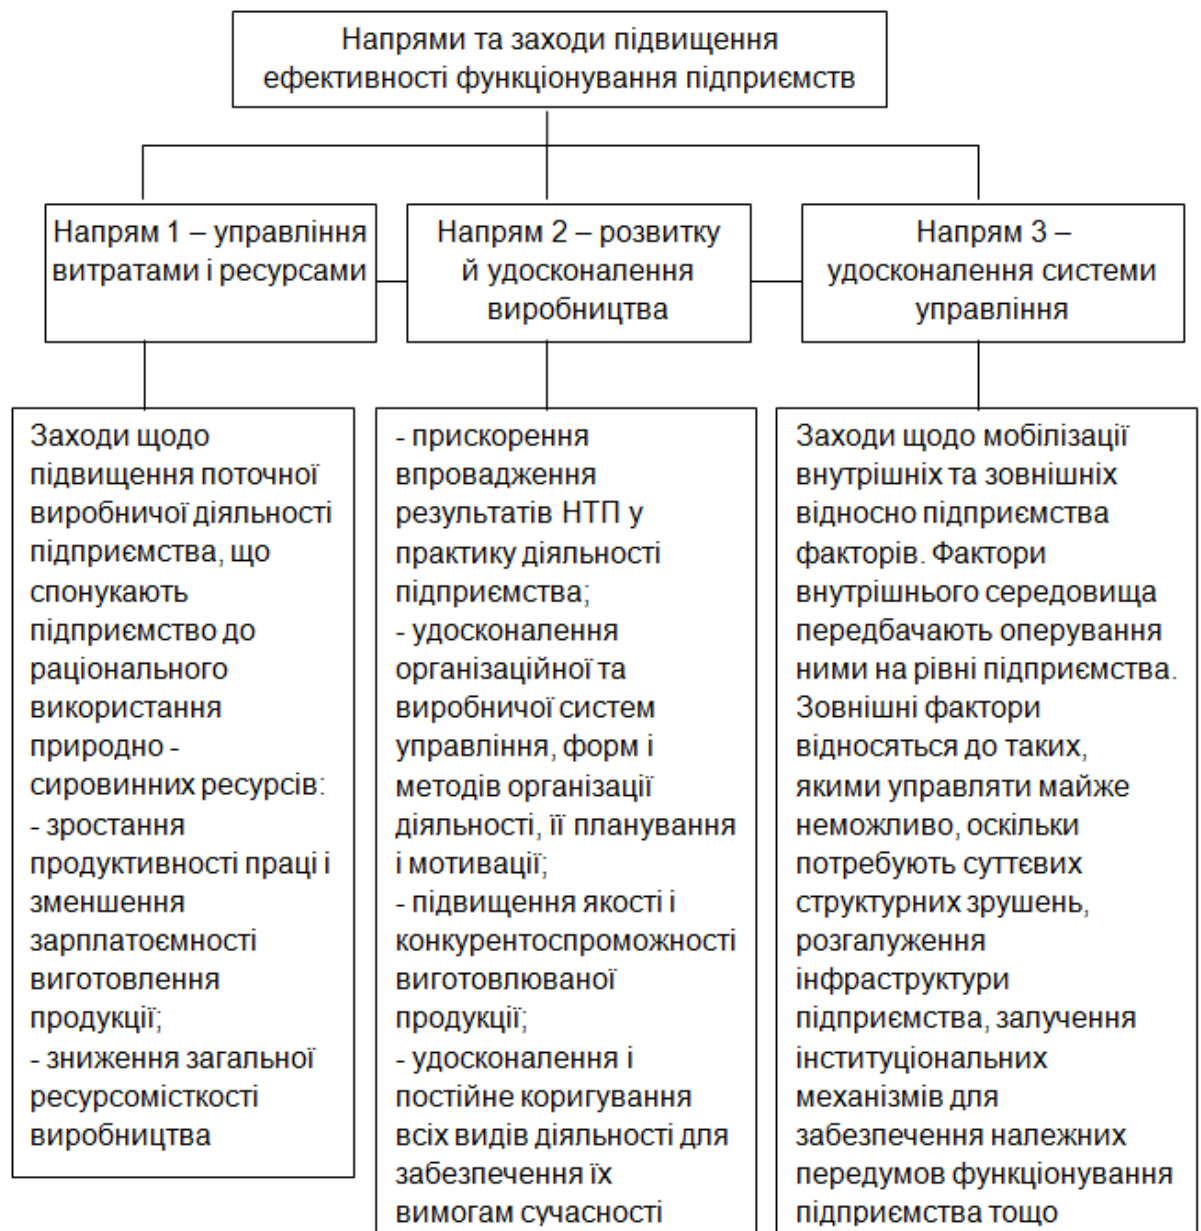 Напрями та заходи підвищення
ефективності функціонування підприємств
Напрям 1 – управління
витратами і ресурсами
Напрям 2 – розвитку
й удосконалення
виробництва
Напрям 3 –
удосконалення системи
управління
Заходи щодо
підвищення поточної
виробничої діяльності
підприємства, що
спонукають
підприємство до
раціонального
використання
природно -
сировинних ресурсів:
- зростання
продуктивності праці і
зменшення
зарплатоємності
виготовлення
продукції;
- зниження загальної
ресурсомісткості
виробництва
- прискорення
впровадження
результатів НТП у
практику діяльності
підприємства;
- удосконалення
організаційної та
виробничої систем
управління, форм і
методів організації
діяльності, її планування
і мотивації;
- підвищення якості і
конкурентоспроможності
виготовлюваної
продукції;
- удосконалення і
постійне коригування
всіх видів діяльності для
забезпечення їх
вимогам сучасності
Заходи щодо мобілізації
внутрішніх та зовнішніх
відносно підприємства
факторів. Фактори
внутрішнього середовища
передбачають оперування
ними на рівні підприємства.
Зовнішні фактори
відносяться до таких,
якими управляти майже
неможливо, оскільки
потребують суттєвих
структурних зрушень,
розгалуження
інфраструктури
підприємства, залучення
інституціональних
механізмів для
забезпечення належних
передумов функціонування
підприємства тощо